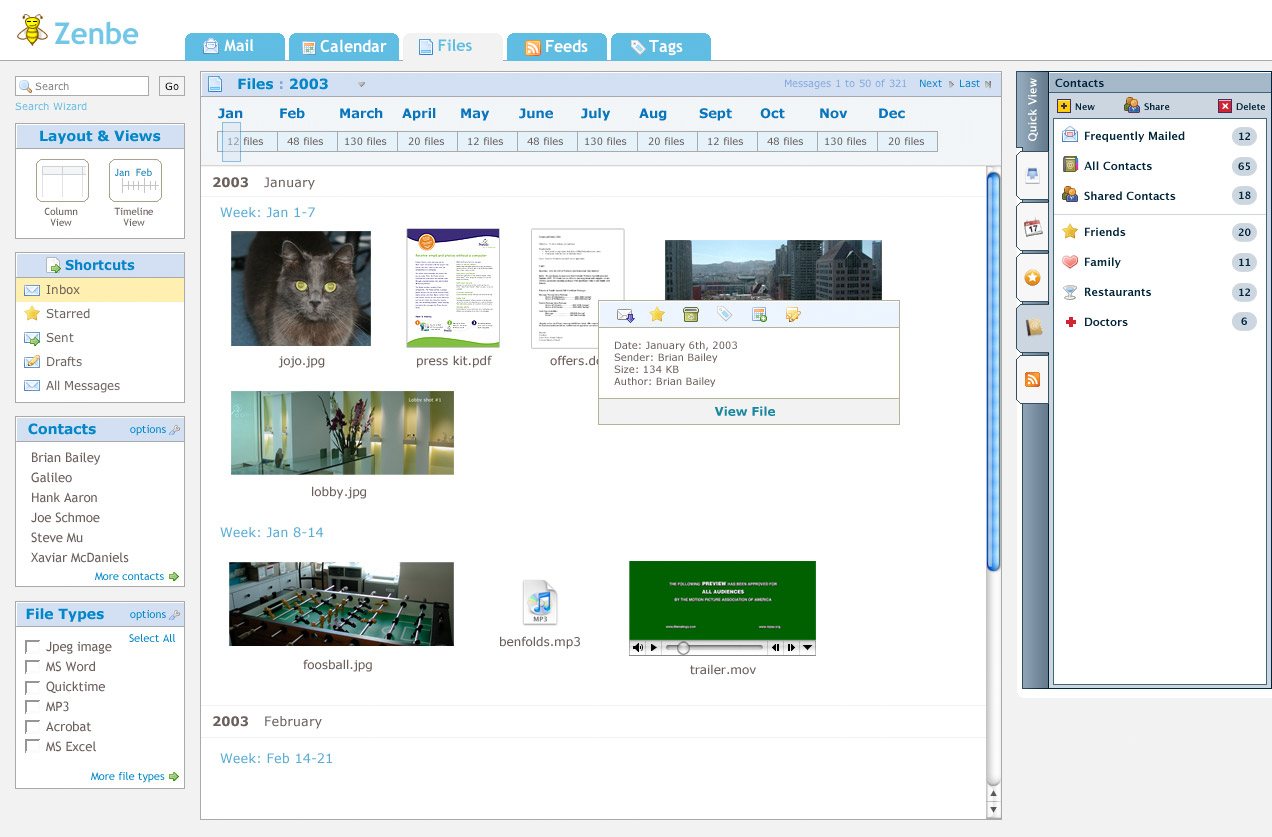 Zenbe
Mail
Calendar
Files
Feeds
Tags
Search
Go
Search Wizard
Layout & Views
Jan Feb
Column View
Timeline View
Shortcuts
Inbox
Starred
Sent
Drafts
All Messages
Contacts options
Brian Bailey
Galileo
Hank Aaron
Joe Schmoe
Steve Mu
Xaviar McDaniels
More contacts
File Types options
Select All
Jpeg image
MS Word
Quicktime
MP3
Acrobat
MS Excel
More file types
Files : 2003 Messages 1 to 50 of 321 Next Last
Jan Feb March April May June July Aug Sept Oct Nov Dec
12 files 48 files 130 files 20 files 12 files 48 files 130 files 20 files 12 files 48 files 130 files 20 files
2003 January
Week: Jan 1-7
jojo.jpg
press kit.pdf
Date: January 6th, 2003
Sender: Brian Bailey
Size: 134 KB
Author: Brian Bailey
View File
Lobby shot #1
lobby.jpg
Week: Jan 8-14
foosball.jpg
MP3
benfolds.mp3
THE FOLLOWING PREVIEW HAS BEEN APPROVED FOR
ALL AUDIENCES
BY THE MOTION PICTURE ASSOCIATION OF AMERICA
trailer.mov
2003 February
Week: Feb 14-21
Quick View
17
Contacts
New Share Delete
Frequently Mailed 12
All Contacts 65
Shared Contacts 18
Friends 20
Family 11
Restaurants 12
Doctors 6